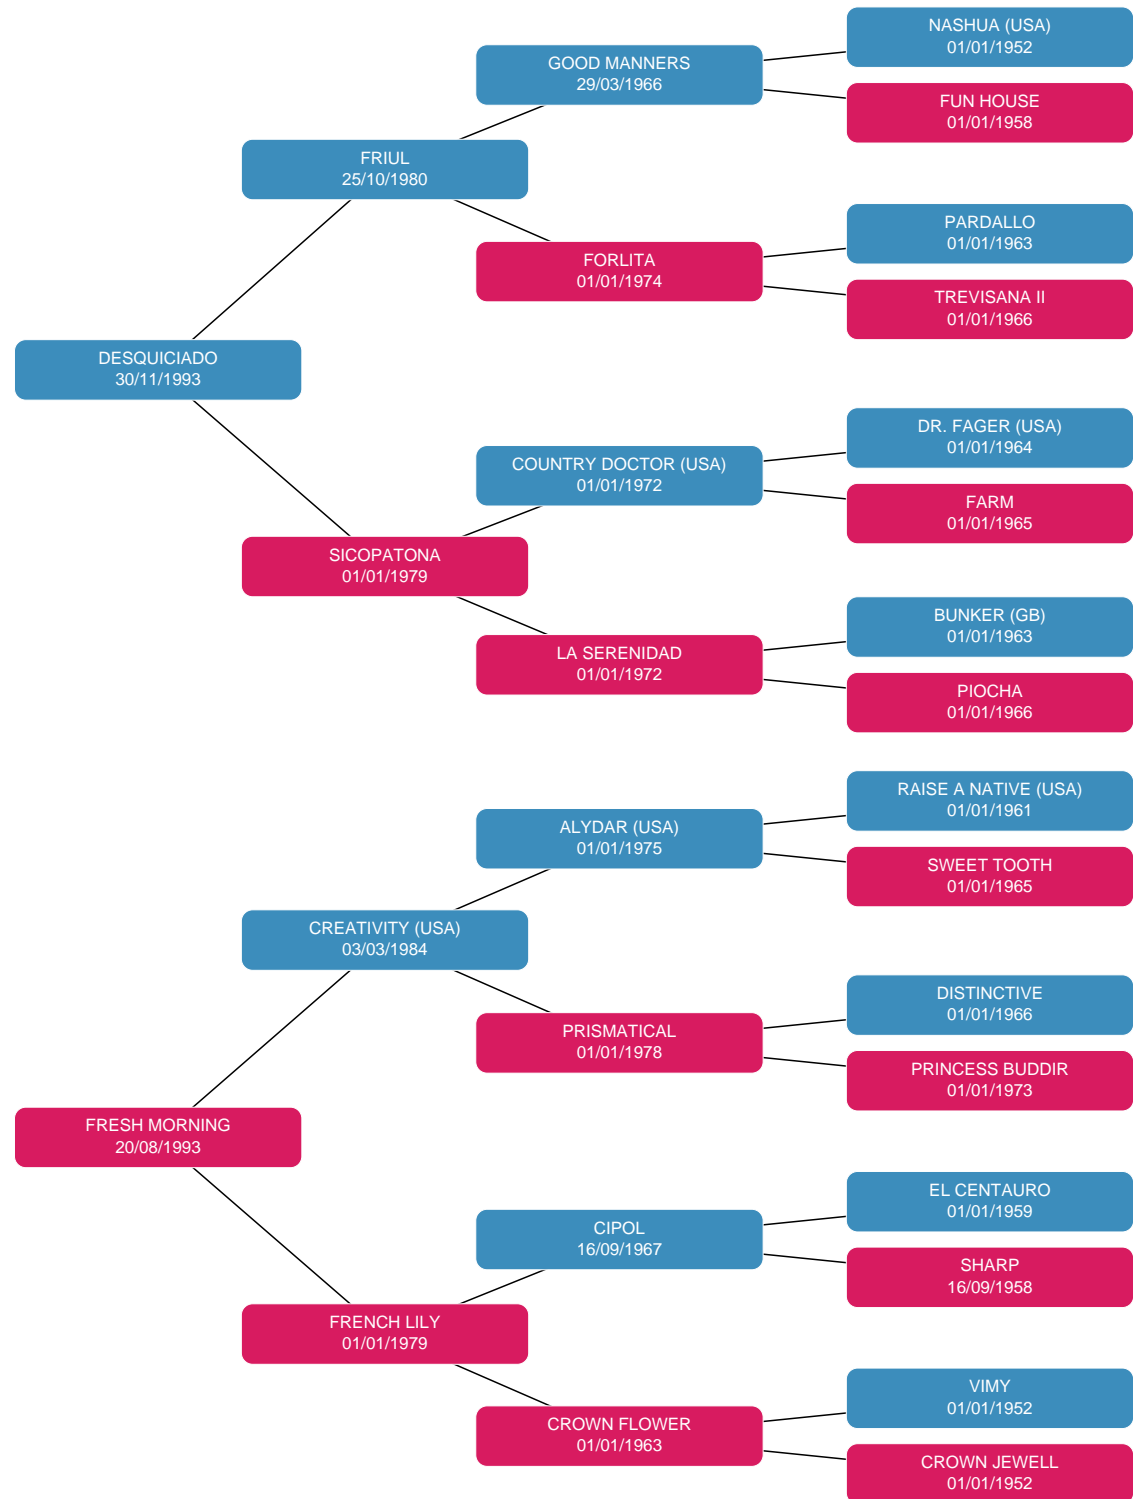 NASHUA (USA)
01/01/1952
GOOD MANNERS
29/03/1966
FUN HOUSE
01/01/1958
FRIUL
25/10/1980
PARDALLO
01/01/1963
FORLITA
01/01/1974
TREVISANA II
01/01/1966
DESQUICIADO
30/11/1993
DR. FAGER (USA)
01/01/1964
COUNTRY DOCTOR (USA)
01/01/1972
FARM
01/01/1965
SICOPATONA
01/01/1979
BUNKER (GB)
01/01/1963
LA SERENIDAD
01/01/1972
PIOCHA
01/01/1966
RAISE A NATIVE (USA)
01/01/1961
ALYDAR (USA)
01/01/1975
SWEET TOOTH
01/01/1965
CREATIVITY (USA)
03/03/1984
DISTINCTIVE
01/01/1966
PRISMATICAL
01/01/1978
PRINCESS BUDDIR
01/01/1973
FRESH MORNING
20/08/1993
EL CENTAURO
01/01/1959
CIPOL
16/09/1967
SHARP
16/09/1958
FRENCH LILY
01/01/1979
VIMY
01/01/1952
CROWN FLOWER
01/01/1963
CROWN JEWELL
01/01/1952